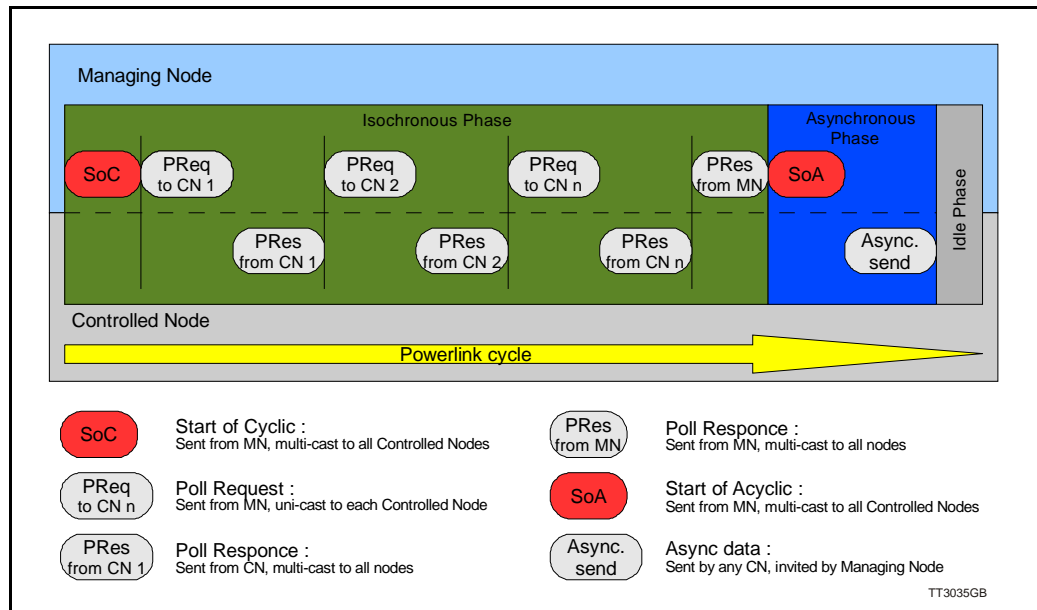 Managing Node
Isochronous Phase
Asynchronous
Phase
SoC
PReq
to CN 1
PReq
to CN 2
PReq
to CN n
PRes
from MN
SoA
Idle Phase
PRes
from CN 1
PRes
from CN 2
PRes
from CN n
Async.
send
Controlled Node
Powerlink cycle
SoC
Start of Cyclic :
Sent from MN, multi-cast to all Controlled Nodes
PReq
to CN n
Poll Request :
Sent from MN, uni-cast to each Controlled Node
PRes
from CN 1
Poll Responce :
Sent from CN, multi-cast to all nodes
PRes
from MN
Poll Responce :
Sent from MN, multi-cast to all nodes
SoA
Start of Acyclic :
Sent from MN, multi-cast to all Controlled Nodes
Async.
send
Async data :
Sent by any CN, invited by Managing Node
TT3035GB